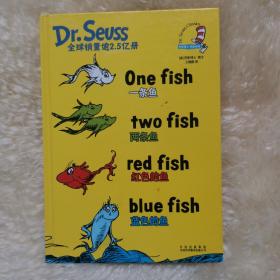 Dr. Seuss
全球销量逾2.5亿册
One fish
一条鱼
two fish
两条鱼
red fish
红色的鱼
blue fish
蓝色的鱼